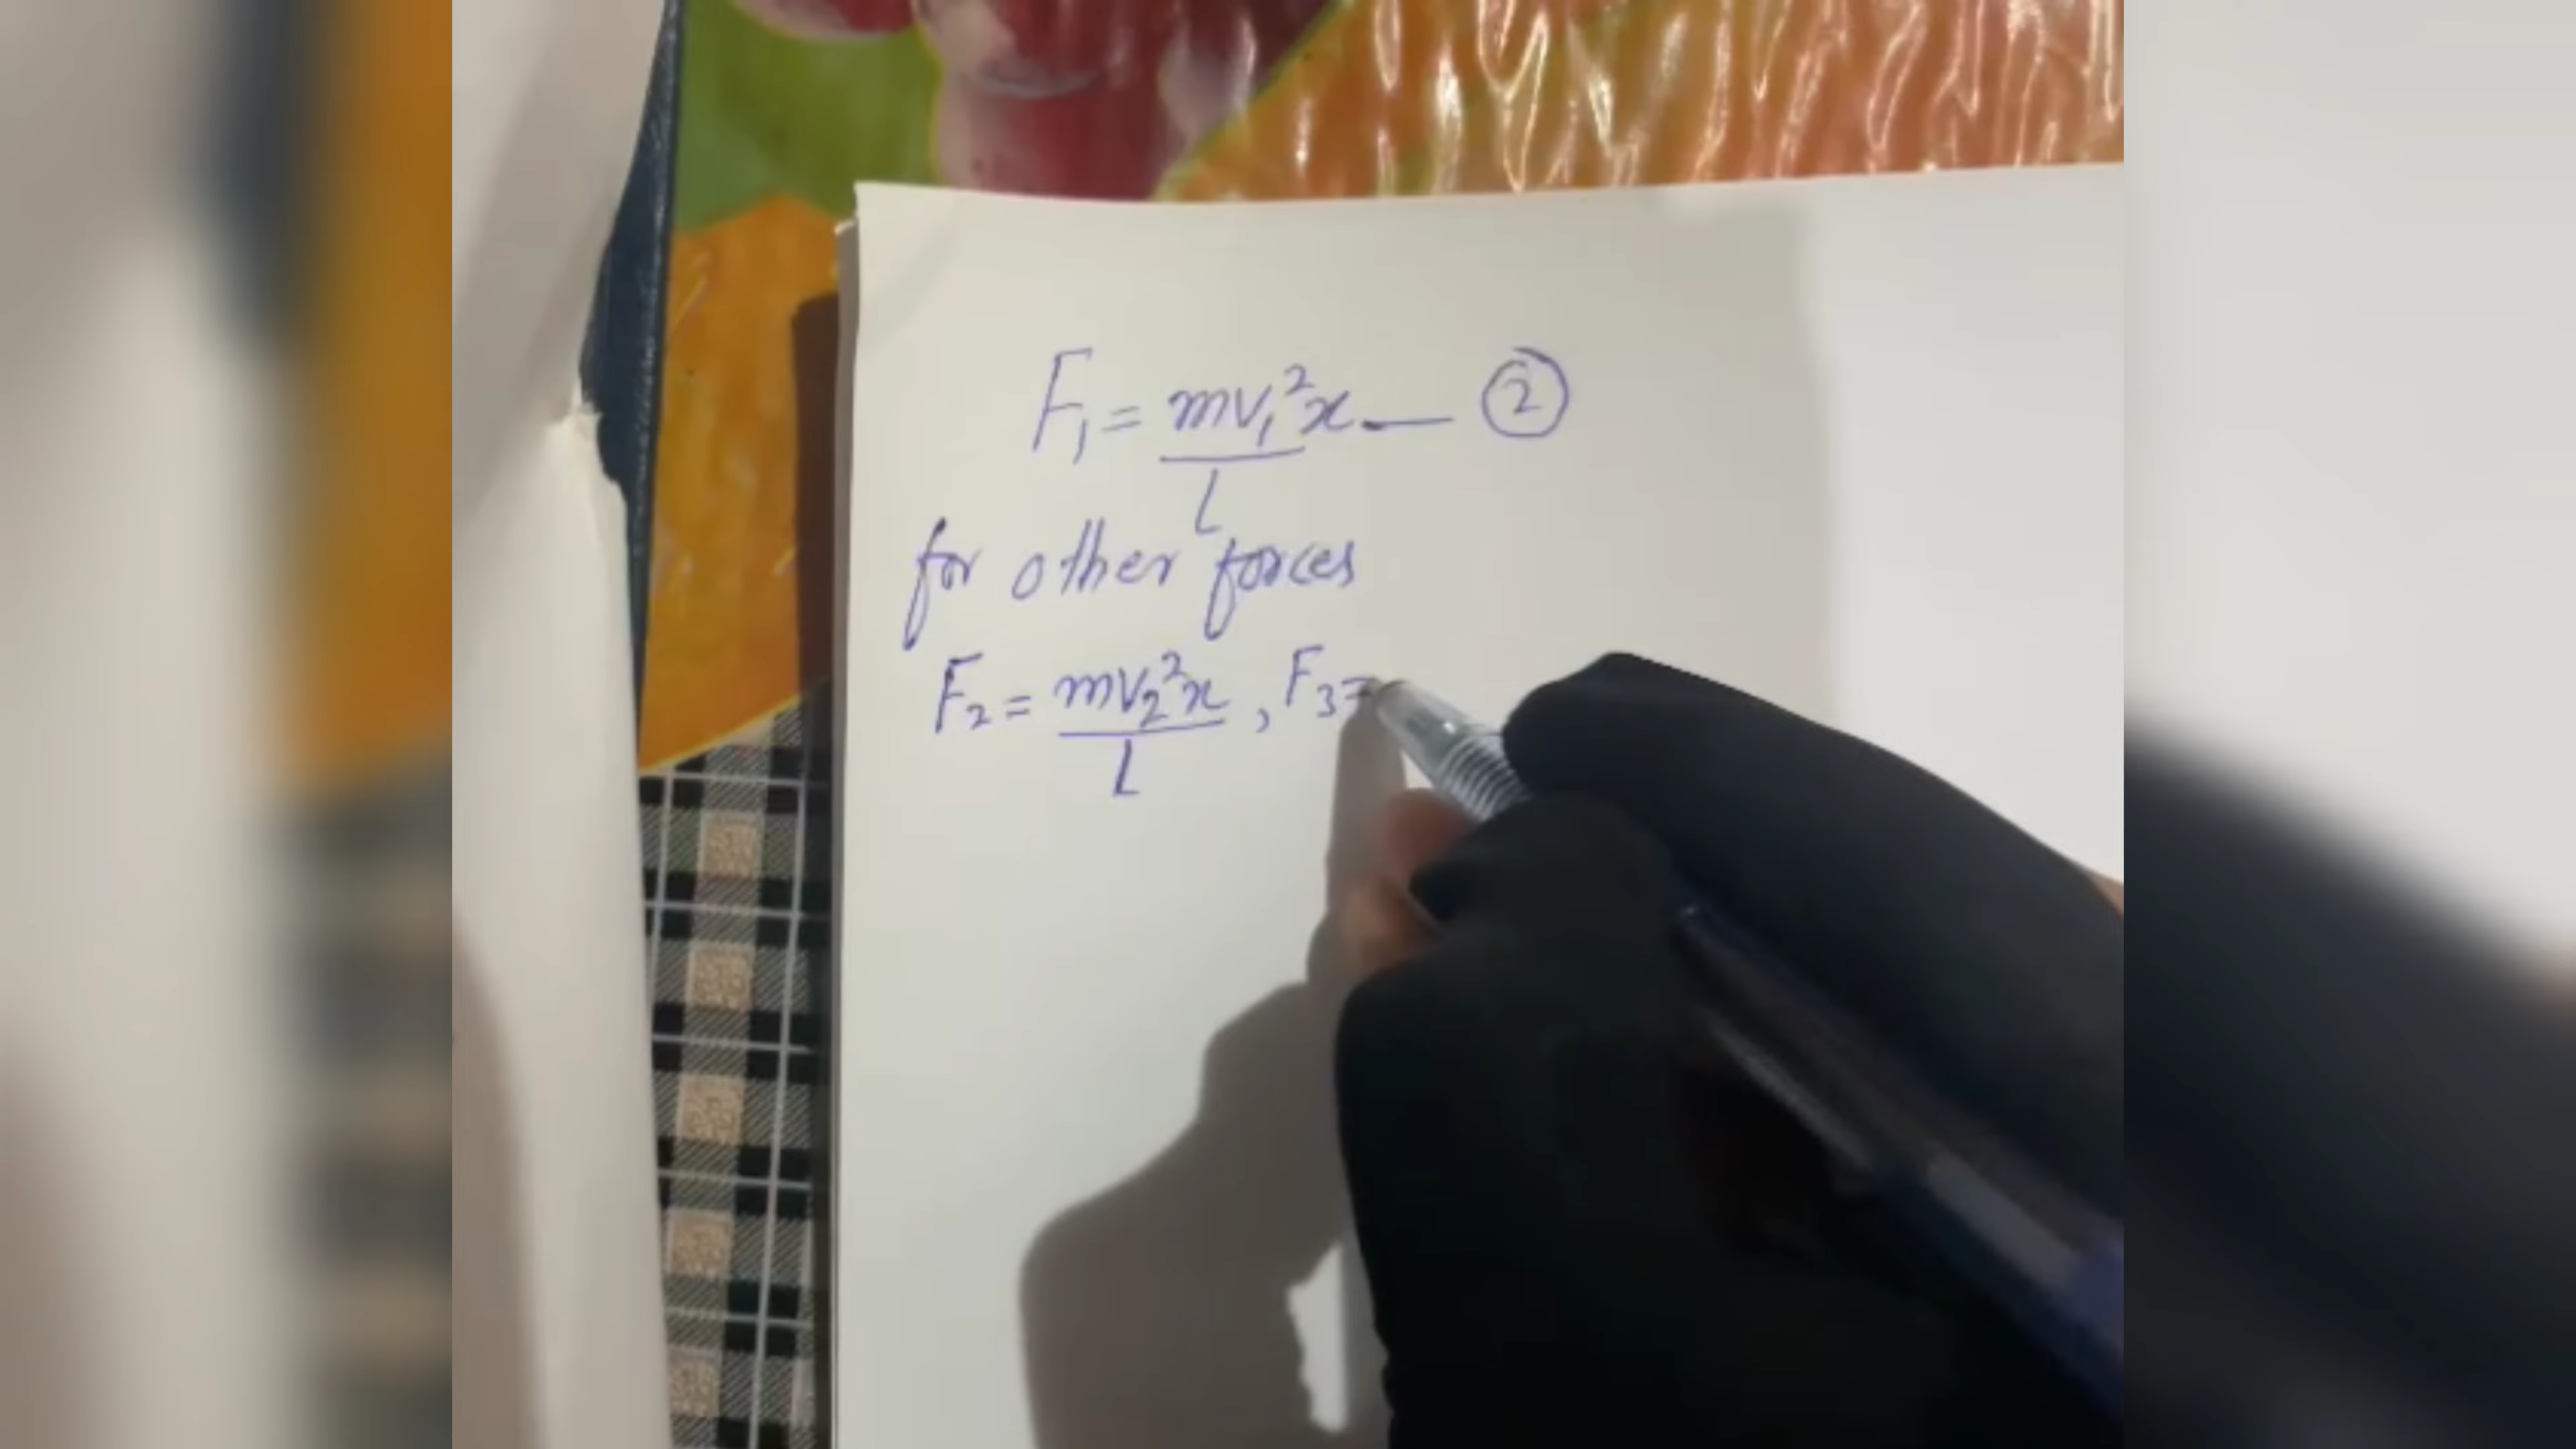 F₁ = mv₁²x/L — ②
for other forces
F₂ = mv₂²x/L , F₃=